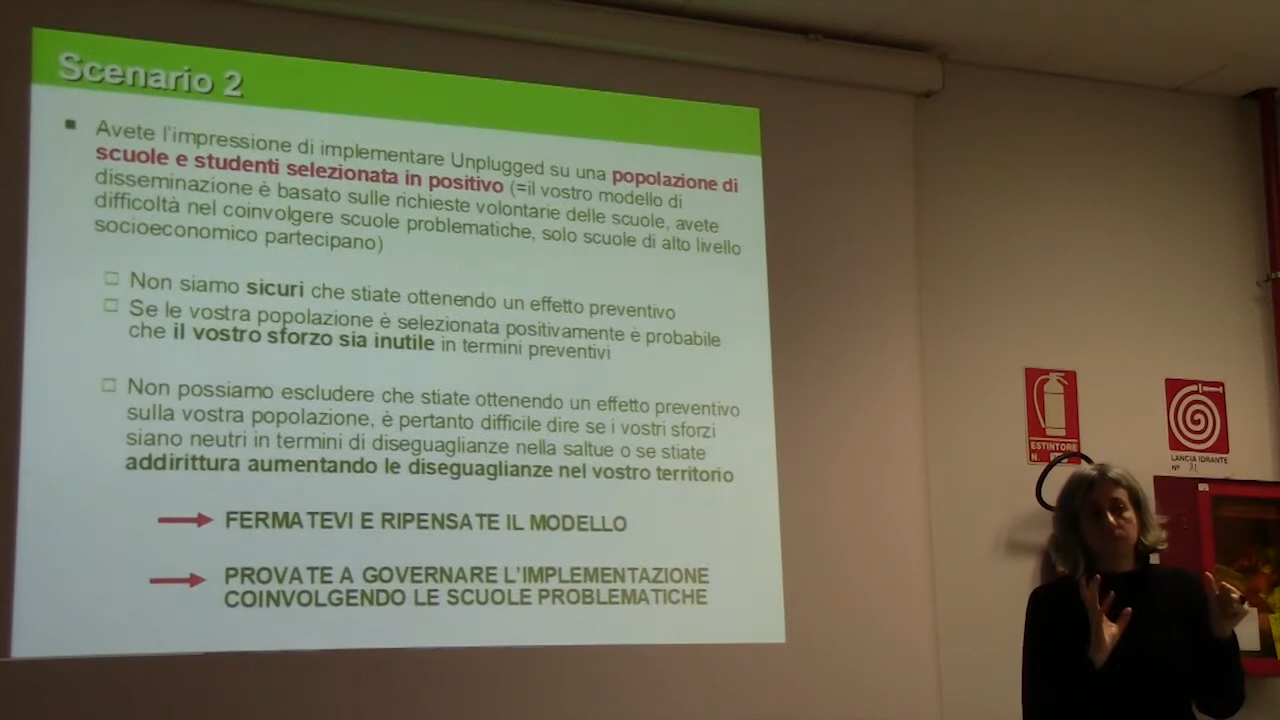 Scenario 2
Avete l'impressione di implementare Unplugged su una popolazione di
scuole e studenti selezionata in positivo (=il vostro modello di
disseminazione è basato sulle richieste volontarie delle scuole, avete
difficoltà nel coinvolgere scuole problematiche, solo scuole di alto livello
socioeconomico partecipano)
Non siamo sicuri che stiate ottenendo un effetto preventivo
Se le vostra popolazione è selezionata positivamente è probabile
che il vostro sforzo sia inutile in termini preventivi
Non possiamo escludere che stiate ottenendo un effetto preventivo
sulla vostra popolazione, è pertanto difficile dire se i vostri sforzi
siano neutri in termini di diseguaglianze nella saltue o se stiate
addirittura aumentando le diseguaglianze nel vostro territorio
FERMATEVI E RIPENSATE IL MODELLO
PROVATE A GOVERNARE L'IMPLEMENTAZIONE
COINVOLGENDO LE SCUOLE PROBLEMATICHE
ESTINTORE
N.
LANCIA IDRANTE
N°